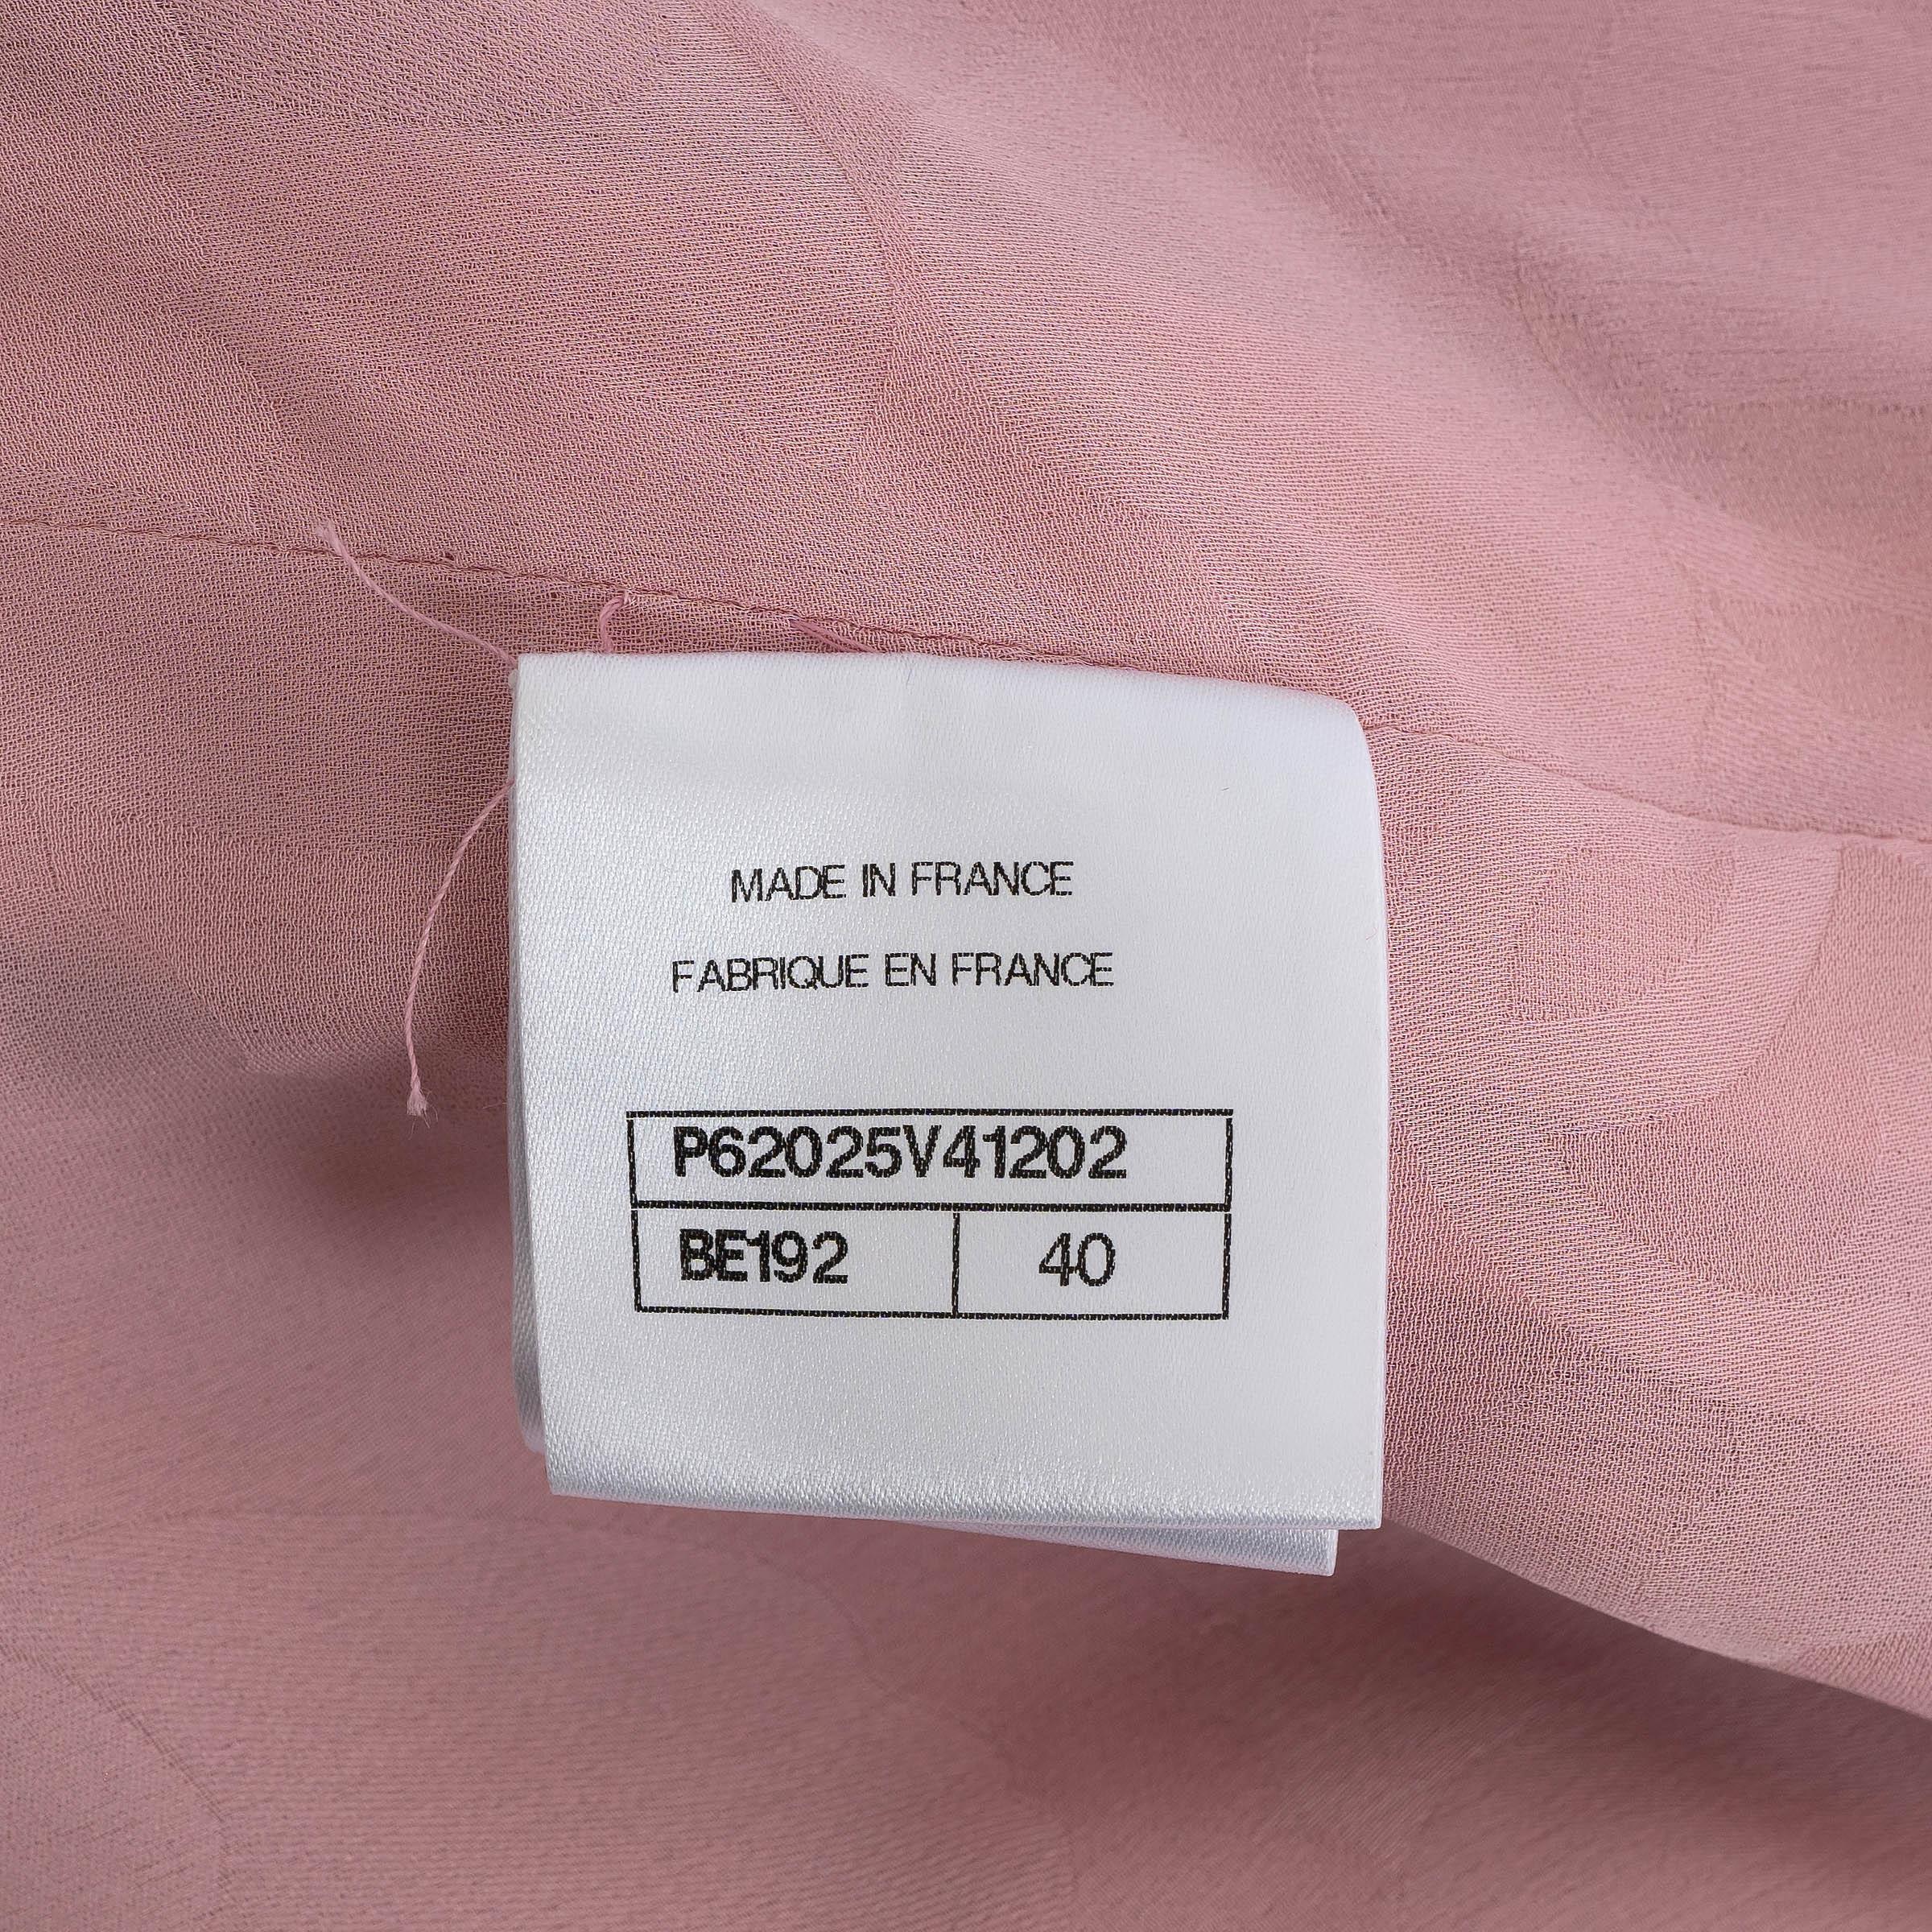 MADE IN FRANCE
FABRIQUE EN FRANCE
P62025V41202
BE192 40